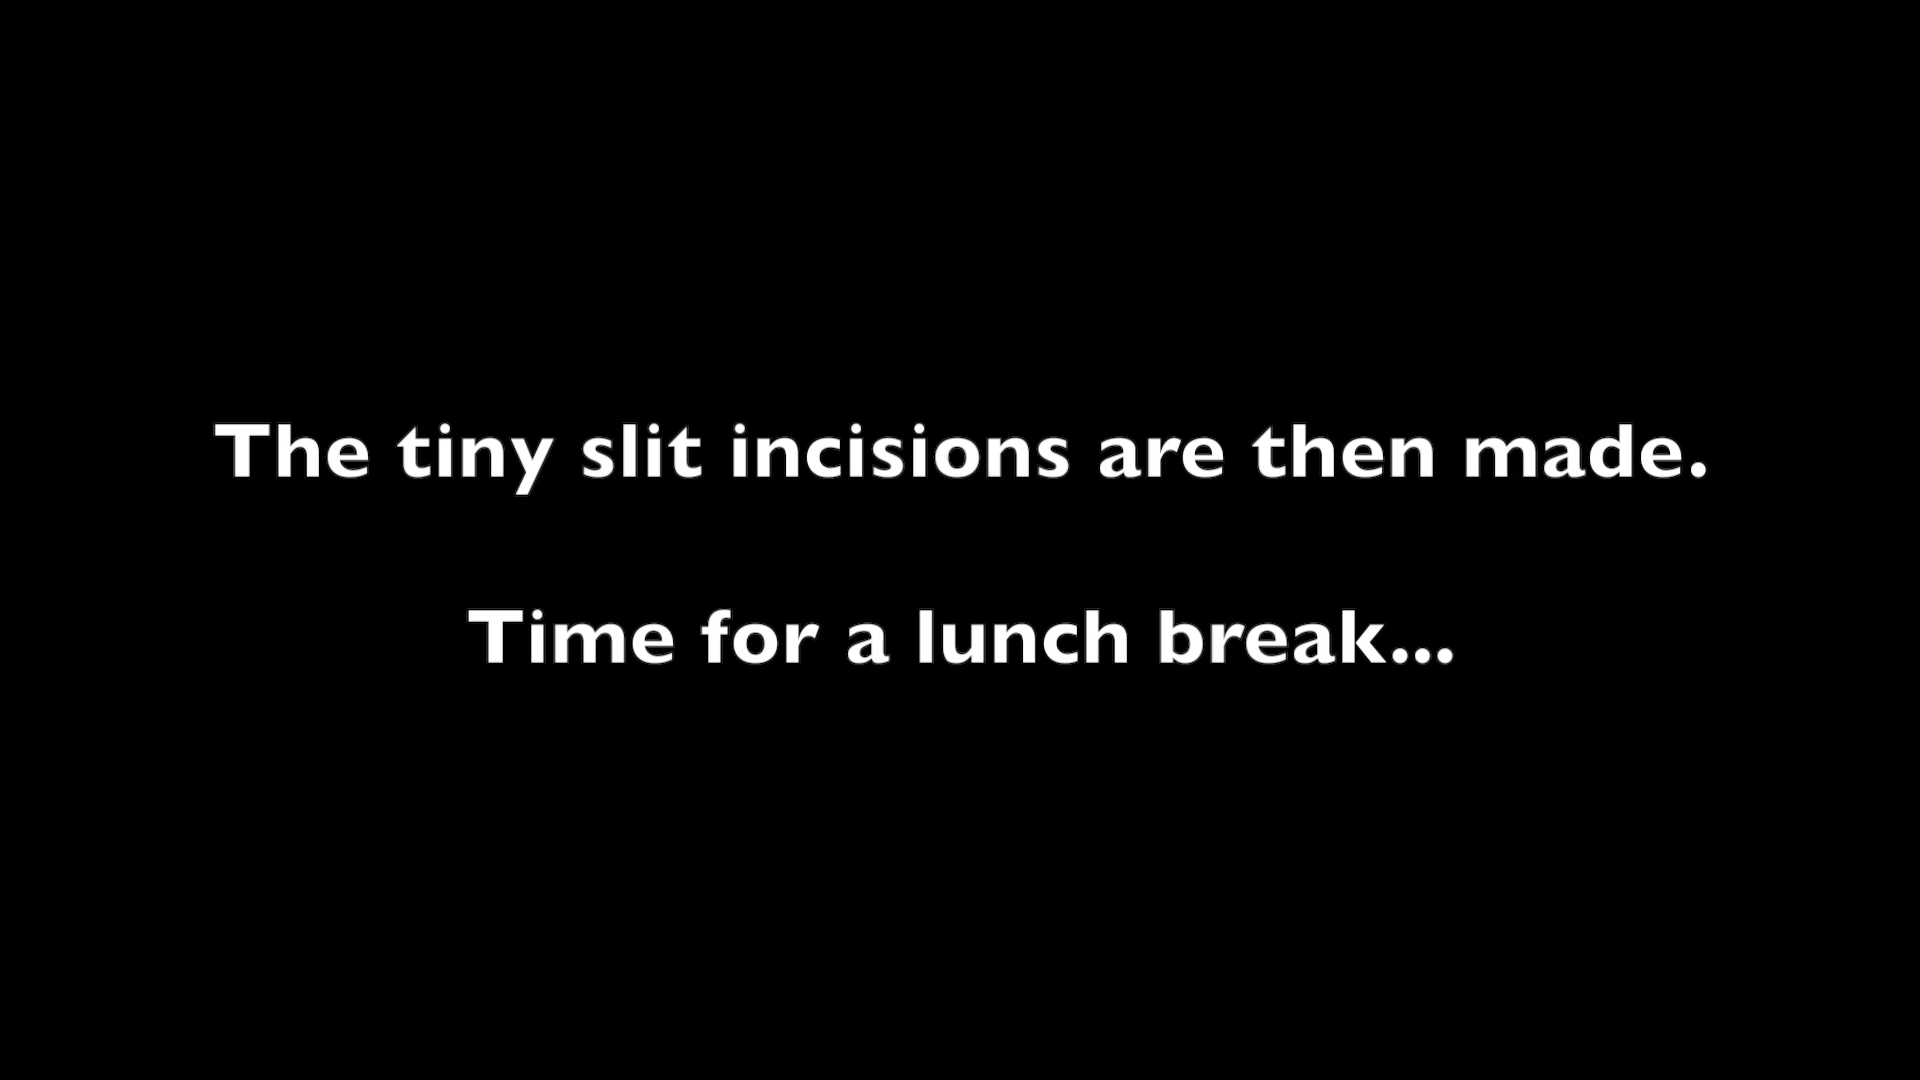 The tiny slit incisions are then made.
Time for a lunch break...